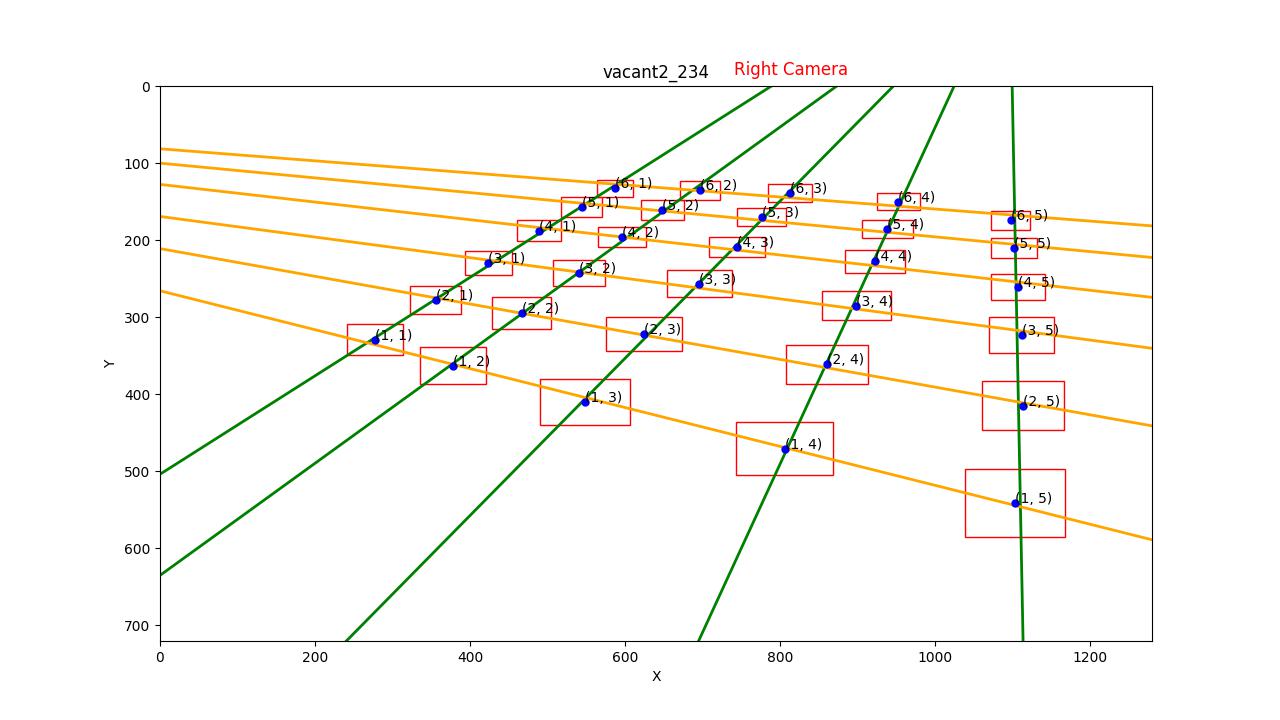 vacant2_234 Right Camera
0
100
200
300
400
500
600
700
Y
(6, 1) (6, 2) (6, 3) (6, 4) (6, 5)
(5, 1) (5, 2) (5, 3) (5, 4) (5, 5)
(4, 1) (4, 2) (4, 3) (4, 4) (4, 5)
(3, 1) (3, 2) (3, 3) (3, 4) (3, 5)
(2, 1) (2, 2) (2, 3) (2, 4) (2, 5)
(1, 1) (1, 2) (1, 3) (1, 4) (1, 5)
0 200 400 600 800 1000 1200
X